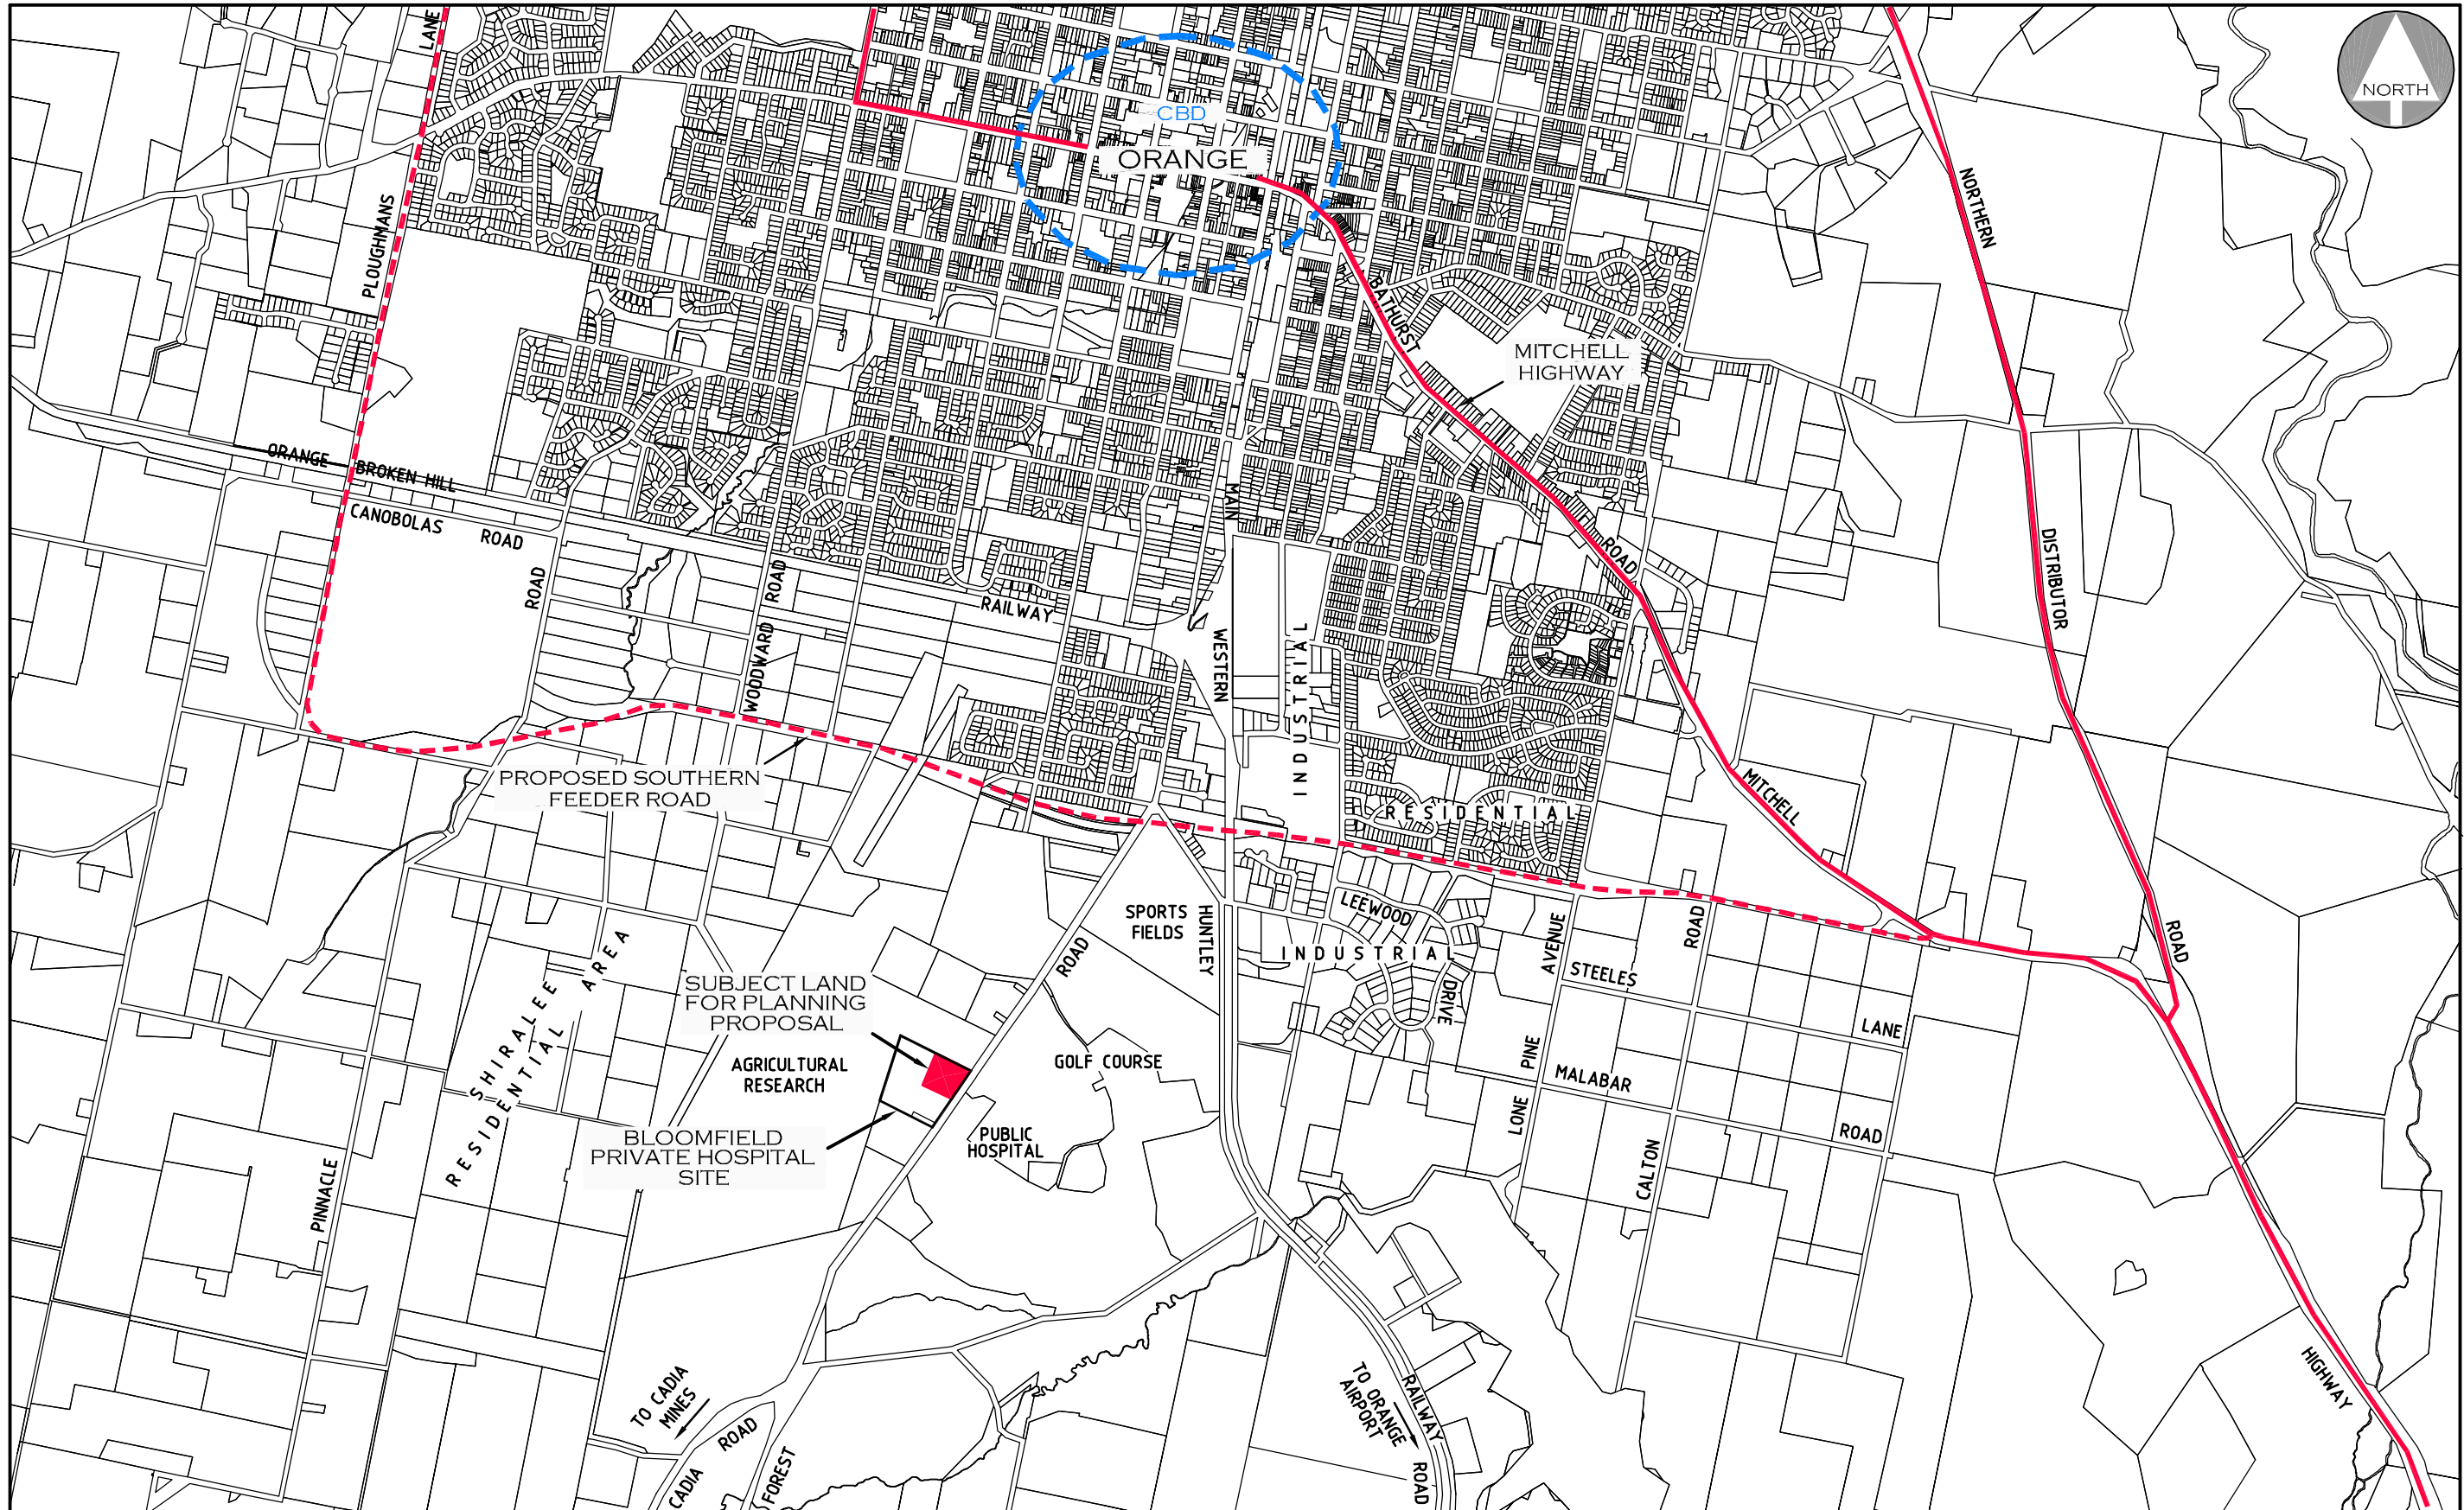 LANE
NORTH
CBD
ORANGE
PLOUGHMANS
NORTHERN
BATHURST
MITCHELL
HIGHWAY
ORANGE
BROKEN HILL
CANOBOLAS
ROAD
MAIN
ROAD
DISTRIBUTOR
ROAD
ROAD
RAILWAY
WOODWARD
WESTERN
INDUSTRIAL
PROPOSED SOUTHERN
FEEDER ROAD
MITCHELL
RESIDENTIAL
SPORTS
FIELDS
HUNTLEY
LEEWOOD
INDUSTRIAL
DRIVE
AVENUE
ROAD
ROAD
ROAD
STEELES
LANE
SHIRALEE
RESIDENTIAL AREA
SUBJECT LAND
FOR PLANNING
PROPOSAL
AGRICULTURAL
RESEARCH
GOLF COURSE
PINE
MALABAR
ROAD
LONE
BLOOMFIELD
PRIVATE HOSPITAL
SITE
PUBLIC
HOSPITAL
PINNACLE
CALTON
TO CADIA
MINES
ROAD
CADIA
FOREST
TO ORANGE
AIRPORT
RAILWAY
ROAD
HIGHWAY